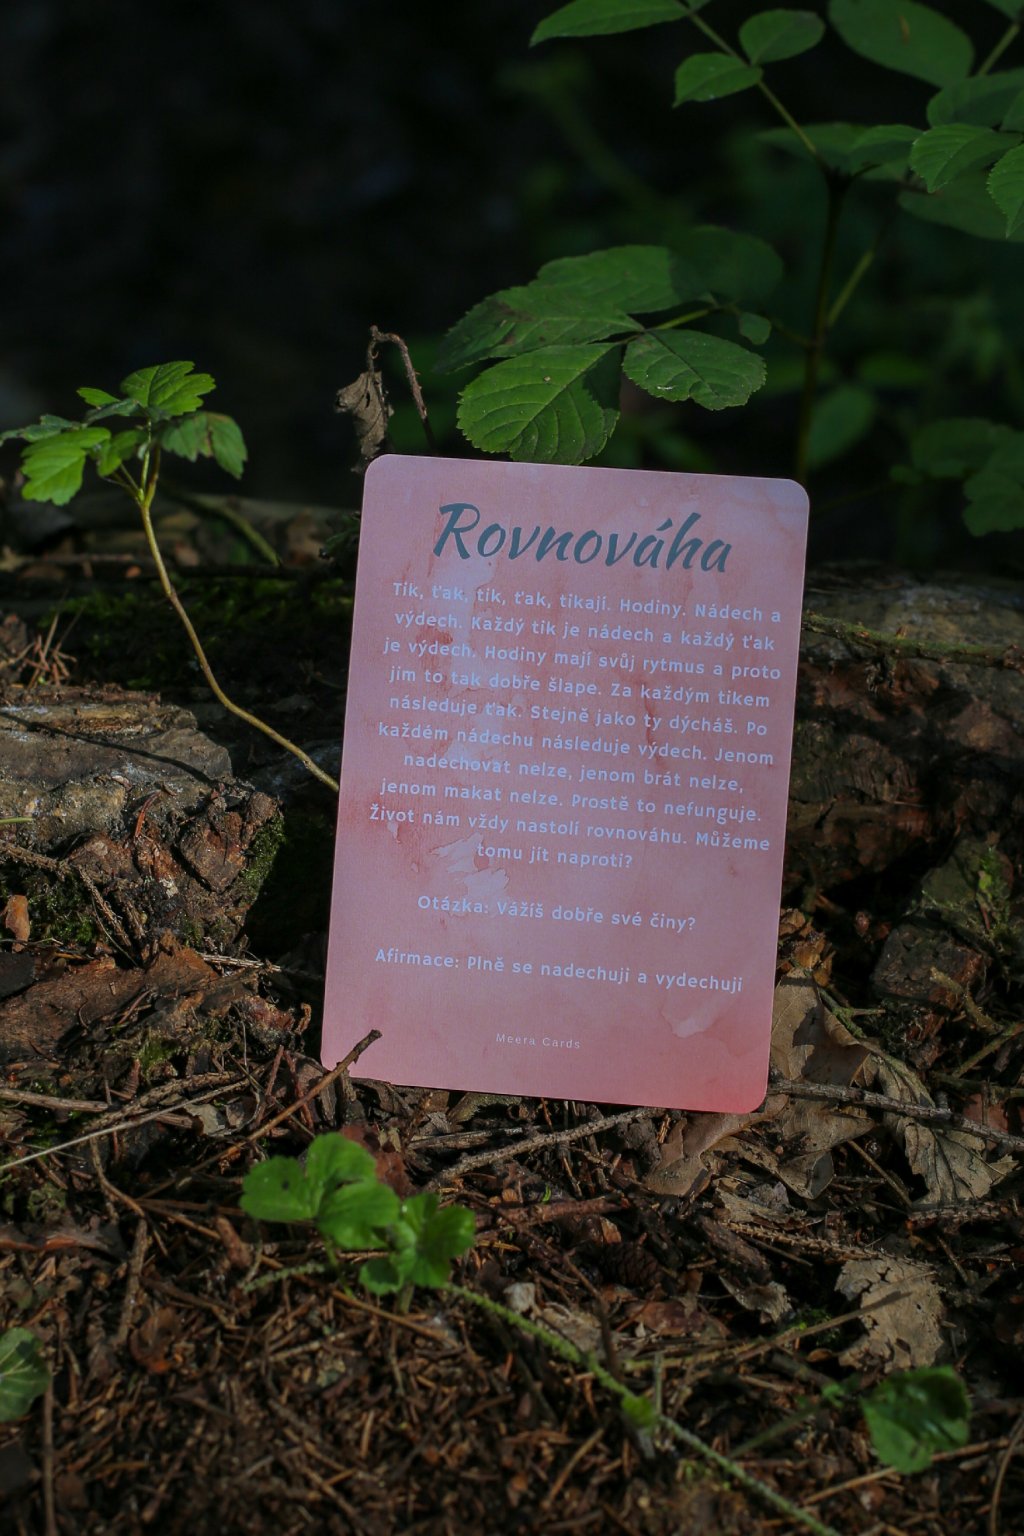 Rovnováha
Tik, ťak, tik, ťak, tikají. Hodiny. Nádech a
výdech. Každý tik je nádech a každý ťak
je výdech. Hodiny mají svůj rytmus a proto
jim to tak dobře šlape. Za každým tikem
následuje ťak. Stejně jako ty dýcháš. Po
každém nádechu následuje výdech. Jenom
nadechovat nelze, jenom brát nelze,
jenom makat nelze. Prostě to nefunguje.
Život nám vždy nastolí rovnováhu. Můžeme
tomu jít naproti?
Otázka: Vážíš dobře své činy?
Afirmace: Plně se nadechuji a vydechuji
Meera Cards